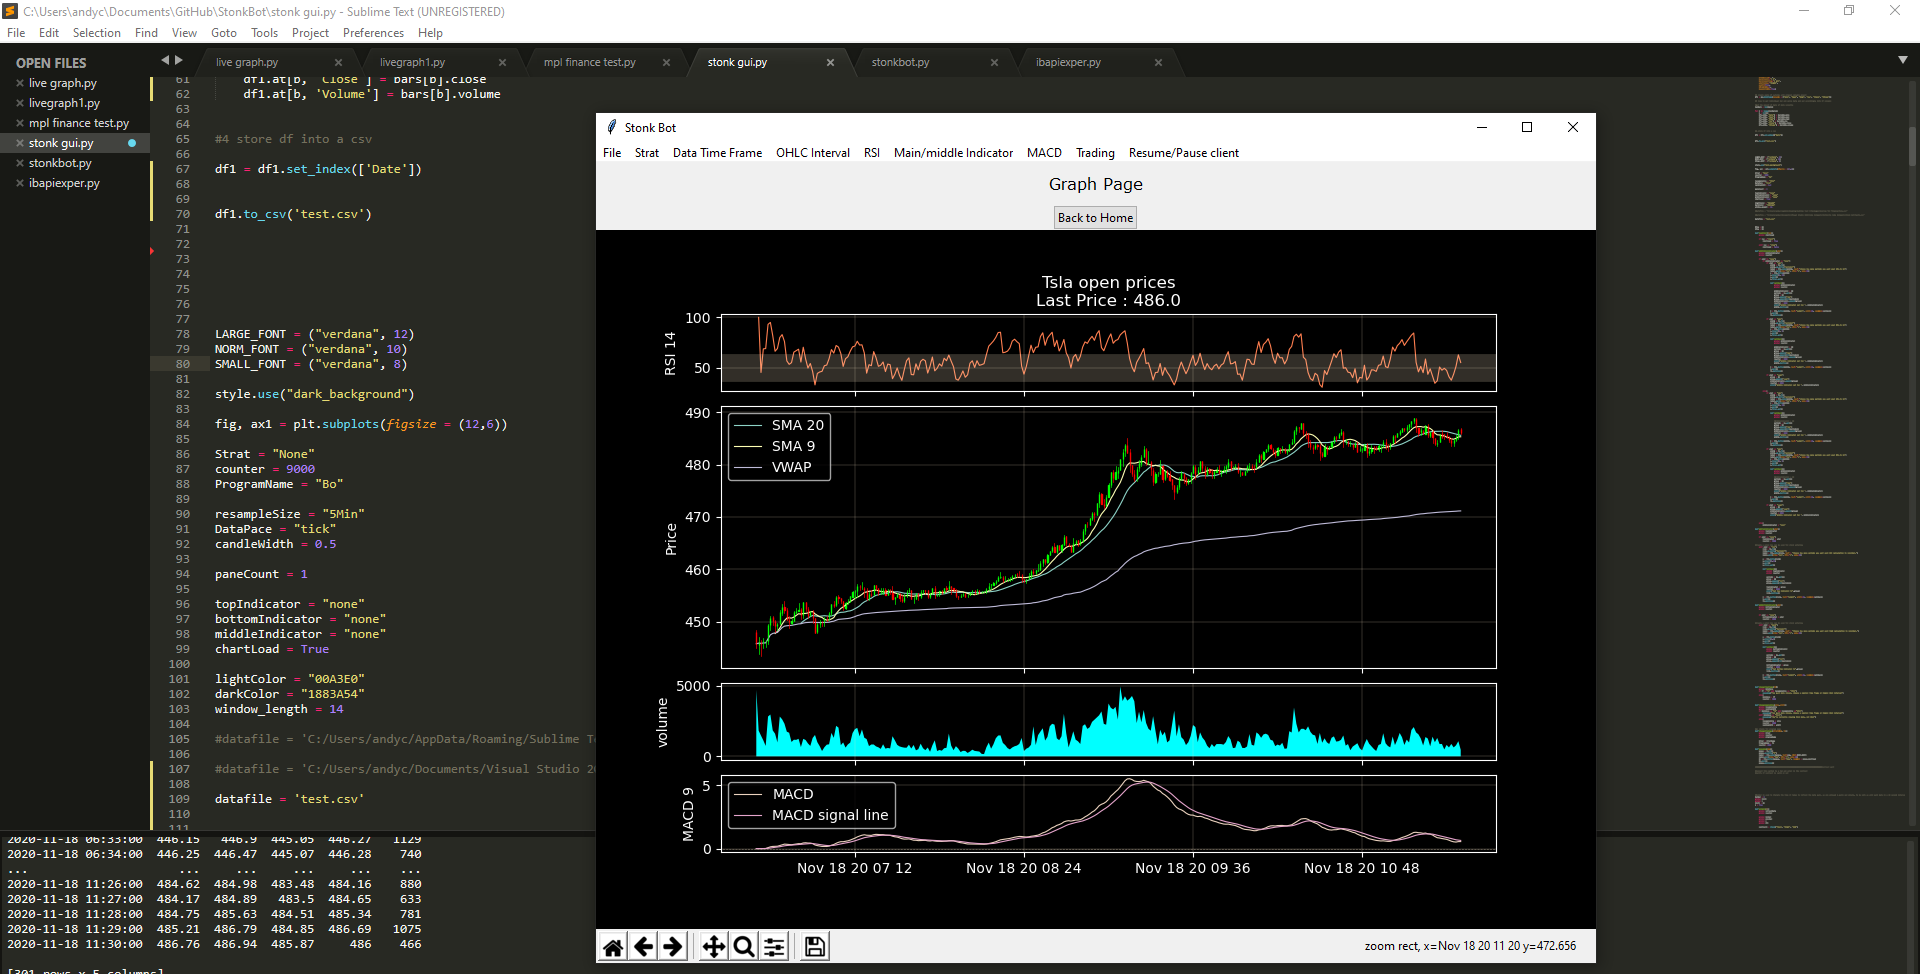 C:\Users\andyc\Documents\GitHub\StonkBot\stonk gui.py - Sublime Text (UNREGISTERED)
File Edit Selection Find View Goto Tools Project Preferences Help
OPEN FILES
live graph.py
livegraph1.py
mpl finance test.py
stonk gui.py
stonkbot.py
ibapiexper.py
live graph.py livegraph1.py mpl finance test.py stonk gui.py stonkbot.py ibapiexper.py
61 df1.at[b, 'Close'] = bars[b].close
62 df1.at[b, 'Volume'] = bars[b].volume
63
64
65 #4 store df into a csv
66
67 df1 = df1.set_index(['Date'])
68
69
70 df1.to_csv('test.csv')
71
72
73
74
75
76
77
78 LARGE_FONT = ("verdana", 12)
79 NORM_FONT = ("verdana", 10)
80 SMALL_FONT = ("verdana", 8)
81
82 style.use("dark_background")
83
84 fig, ax1 = plt.subplots(figsize = (12,6))
85
86 Strat = "None"
87 counter = 9000
88 ProgramName = "Bo"
89
90 resampleSize = "5Min"
91 DataPace = "tick"
92 candleWidth = 0.5
93
94 paneCount = 1
95
96 topIndicator = "none"
97 bottomIndicator = "none"
98 middleIndicator = "none"
99 chartLoad = True
100
101 lightColor = "00A3E0"
102 darkColor = "1883A54"
103 window_length = 14
104
105 #datafile = 'C:/Users/andyc/AppData/Roaming/Sublime Te
106
107 #datafile = 'C:/Users/andyc/Documents/Visual Studio 20
108
109 datafile = 'test.csv'
110
111
2020-11-18 06:33:00 446.15 446.9 445.05 446.27 1129
2020-11-18 06:34:00 446.25 446.47 445.07 446.28 740
... ... ... ... ... ...
2020-11-18 11:26:00 484.62 484.98 483.48 484.16 880
2020-11-18 11:27:00 484.17 484.89 483.5 484.65 633
2020-11-18 11:28:00 484.75 485.63 484.51 485.34 781
2020-11-18 11:29:00 485.21 486.79 484.85 486.69 1075
2020-11-18 11:30:00 486.76 486.94 485.87 486 466
[301 rows x 5 columns]
Stonk Bot
File Strat Data Time Frame OHLC Interval RSI Main/middle Indicator MACD Trading Resume/Pause client
Graph Page
Back to Home
Tsla open prices
Last Price : 486.0
RSI 14
100
50
Price
490
480
470
460
450
SMA 20
SMA 9
VWAP
volume
5000
0
MACD 9
5
0
MACD
MACD signal line
Nov 18 20 07 12 Nov 18 20 08 24 Nov 18 20 09 36 Nov 18 20 10 48
zoom rect, x=Nov 18 20 11 20 y=472.656